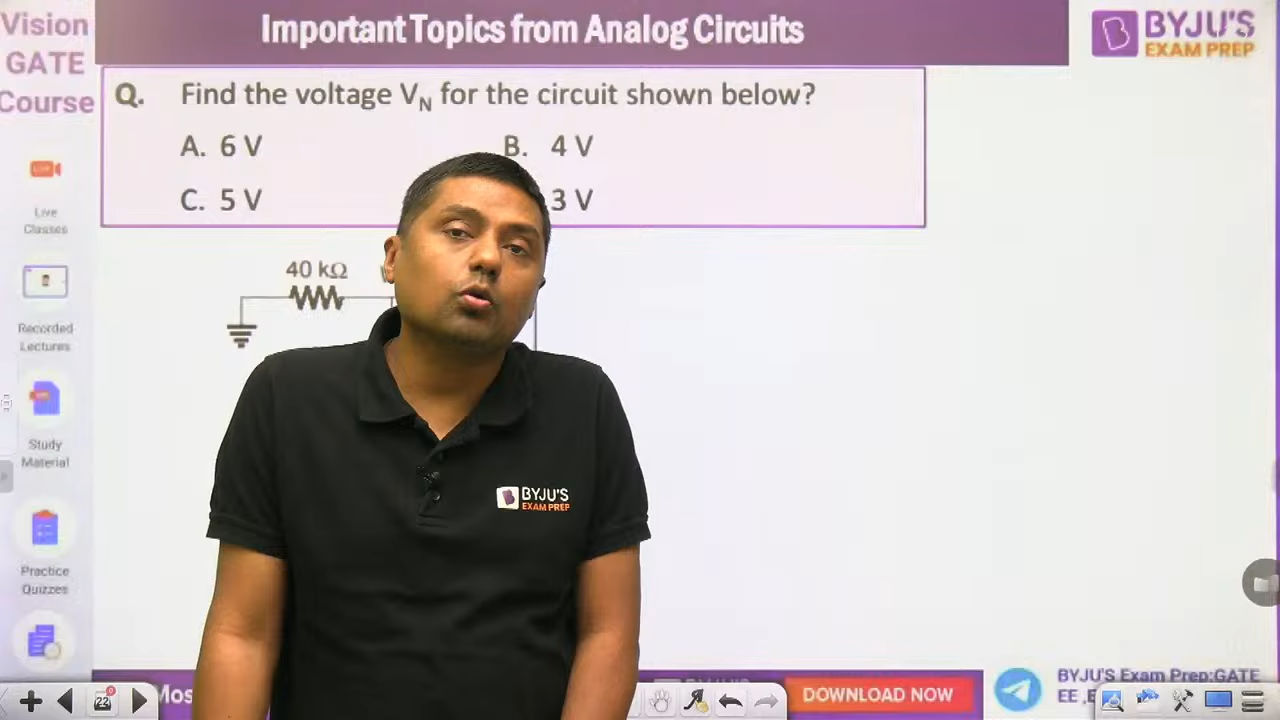 Vision
GATE
Course
Important Topics from Analog Circuits
BYJU'S
EXAM PREP
Q. Find the voltage VN for the circuit shown below?
A. 6 V B. 4 V
C. 5 V 3 V
Live
Classes
40 kΩ
Recorded
Lectures
Study
Material
BYJU'S
EXAM PREP
Practice
Quizzes
Mos
22
DOWNLOAD NOW
BYJU'S Exam Prep:GATE
EE